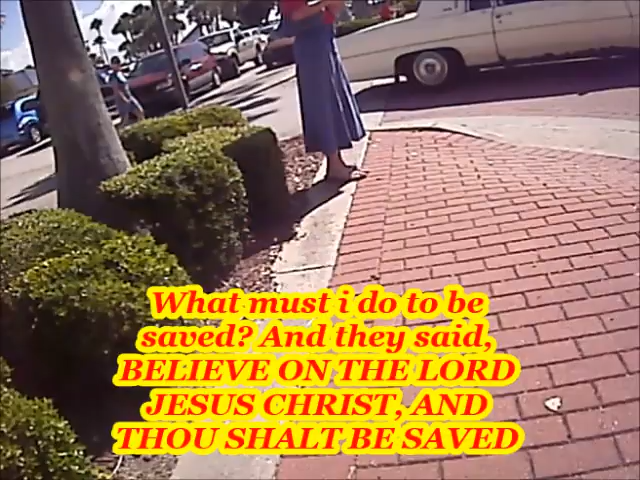 What must i do to be
saved? And they said,
BELIEVE ON THE LORD
JESUS CHRIST, AND
THOU SHALT BE SAVED